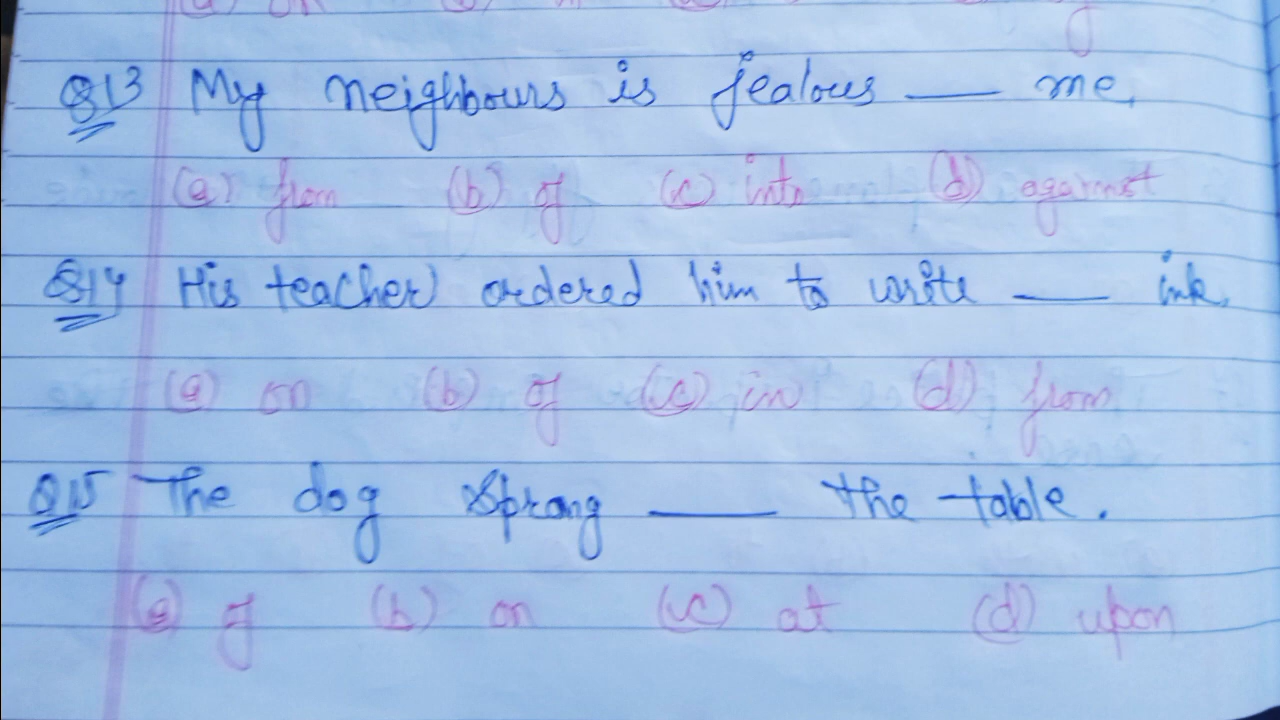 Q13 My neighbours is jealous ___ me.
(a) from (b) of (c) into (d) against
Q14 His teacher ordered him to write ___ ink.
(a) on (b) of (c) in (d) from
Q15 The dog sprang ___ the table.
(a) of (b) on (c) at (d) upon